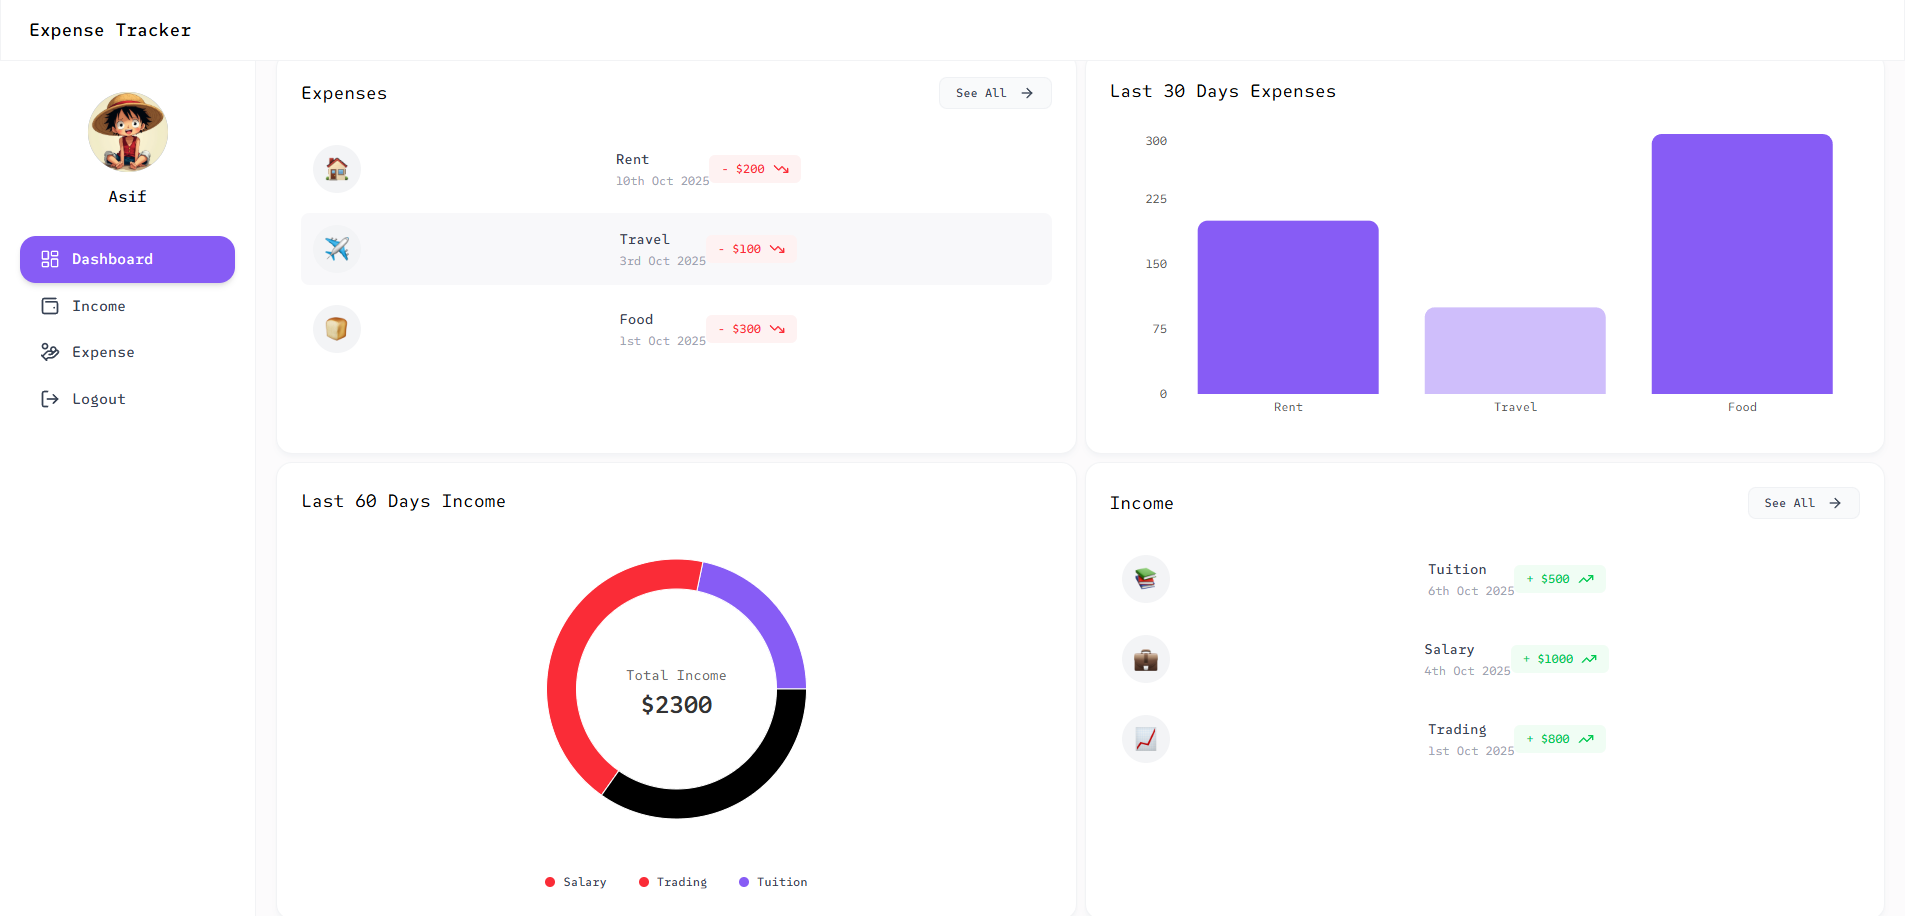 Expense Tracker
Asif
Dashboard
Income
Expense
Logout
Expenses
See All
Rent
10th Oct 2025
- $200
Travel
3rd Oct 2025
- $100
Food
1st Oct 2025
- $300
Last 30 Days Expenses
300
225
150
75
0
Rent Travel Food
Last 60 Days Income
Total Income
$2300
Salary Trading Tuition
Income
See All
Tuition
6th Oct 2025
+ $500
Salary
4th Oct 2025
+ $1000
Trading
1st Oct 2025
+ $800